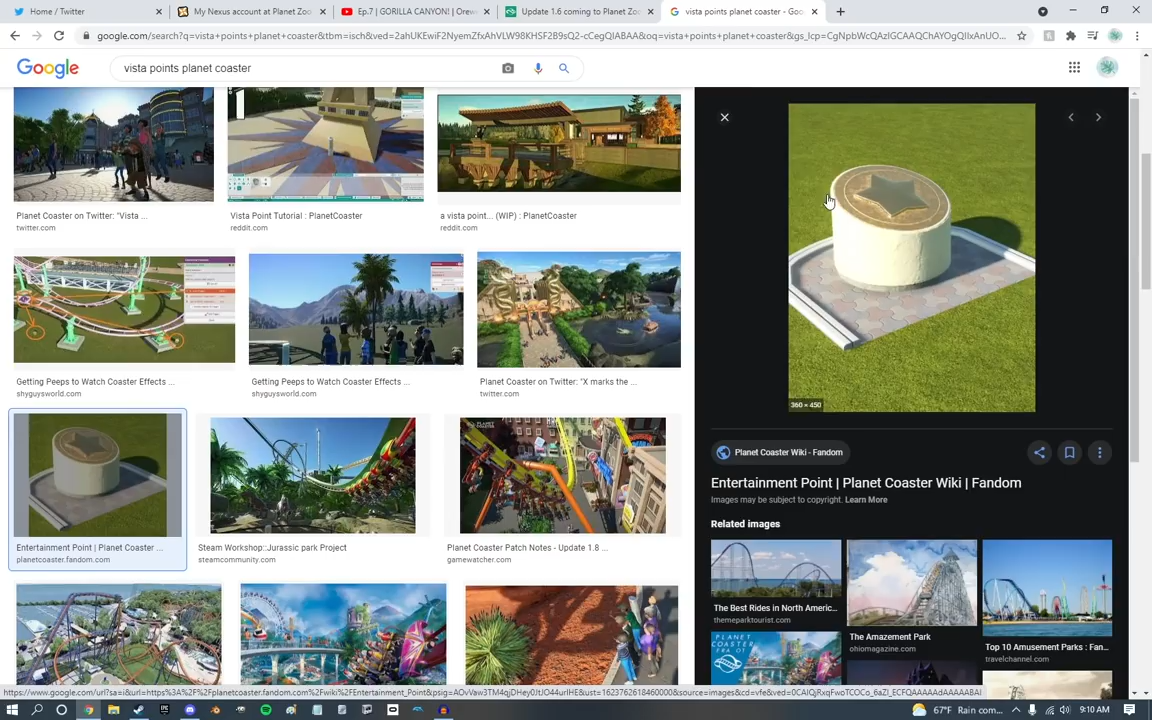 Home / Twitter
My Nexus account at Planet Zoo
Ep.7 | GORILLA CANYON! | Orew
Update 1.6 coming to Planet Zoo
vista points planet coaster - Goo
google.com/search?q=vista+points+planet+coaster&tbm=isch&ved=2ahUKEwiF2NyemZfxAhVLW98KHSF2B9sQ2-cCegQIABAA&oq=vista+points+planet+coaster&gs_lcp=CgNpbWcQAzIGCAAQChAYOgQIIxAnUO...
Google
vista points planet coaster
Planet Coaster on Twitter: "Vista ...
twitter.com
Vista Point Tutorial : PlanetCoaster
reddit.com
a vista point... (WIP) : PlanetCoaster
reddit.com
Getting Peeps to Watch Coaster Effects ...
shyguysworld.com
Getting Peeps to Watch Coaster Effects ...
shyguysworld.com
Planet Coaster on Twitter: "X marks the ...
twitter.com
Entertainment Point | Planet Coaster ...
planetcoaster.fandom.com
Steam Workshop::Jurassic park Project
steamcommunity.com
Planet Coaster Patch Notes - Update 1.8 ...
gamewatcher.com
360 × 450
Planet Coaster Wiki - Fandom
Entertainment Point | Planet Coaster Wiki | Fandom
Images may be subject to copyright. Learn More
Related images
The Best Rides in North Americ...
themeparktourist.com
The Amazement Park
ohiomagazine.com
Top 10 Amusement Parks : Fan...
travelchannel.com
PLANET
COASTER
67°F Rain com...
9:10 AM